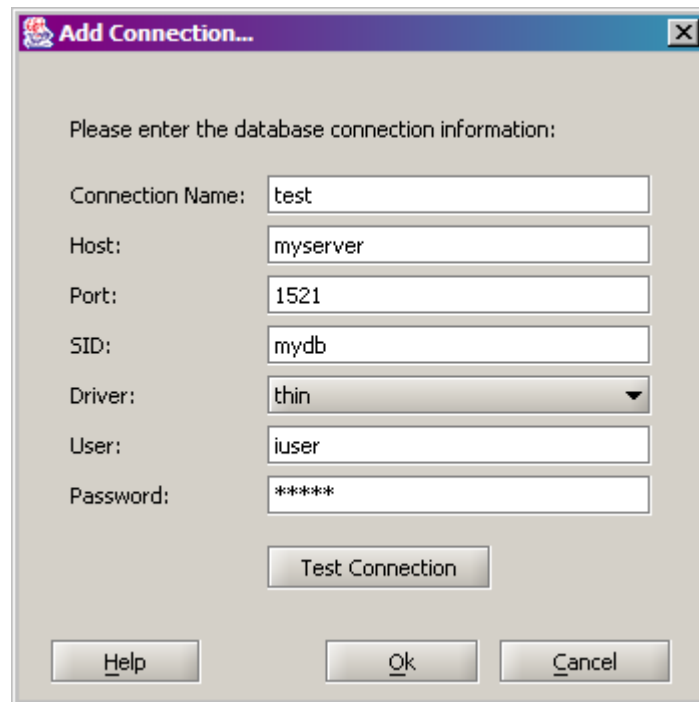 Add Connection...
Please enter the database connection information:
Connection Name: test
Host: myserver
Port: 1521
SID: mydb
Driver: thin
User: iuser
Password: *****
Test Connection
Help Ok Cancel